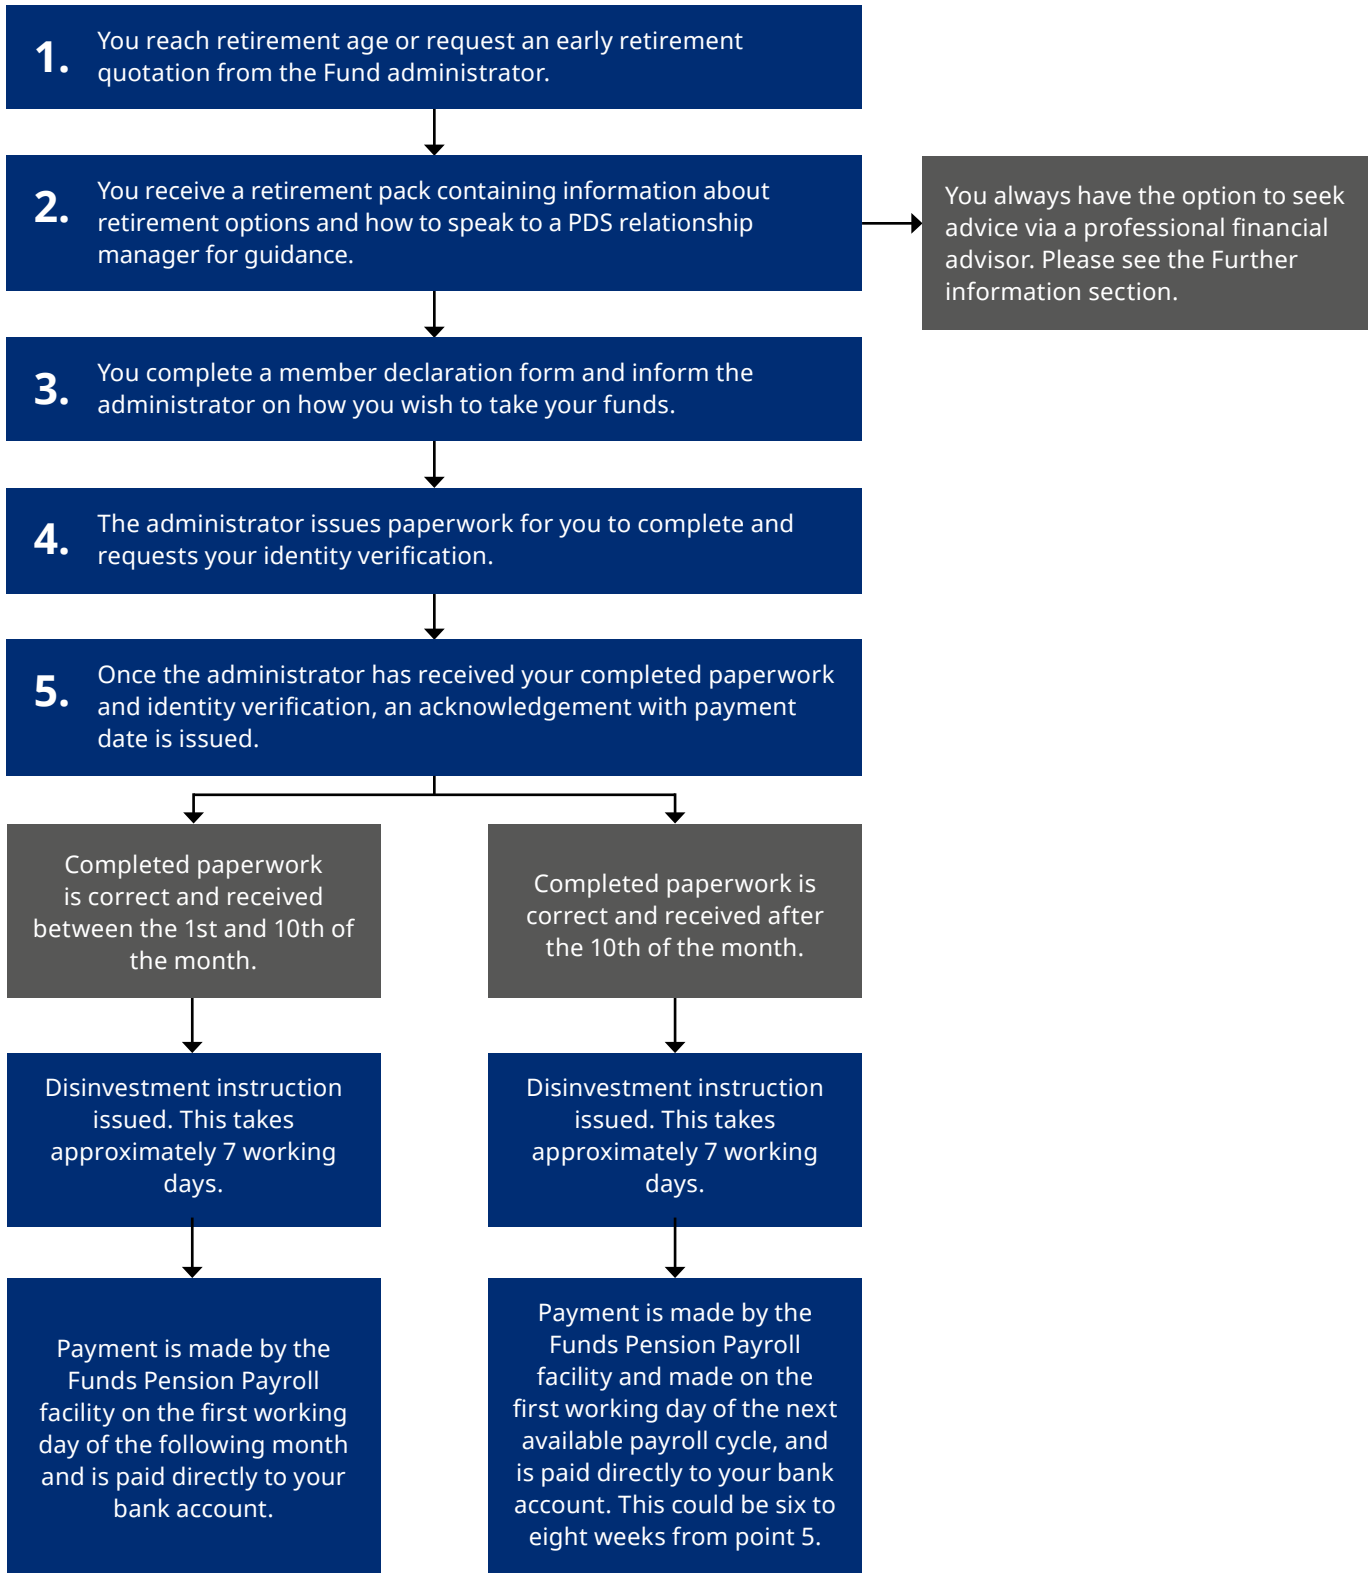 1.
You reach retirement age or request an early retirement
quotation from the Fund administrator.
2.
You receive a retirement pack containing information about
retirement options and how to speak to a PDS relationship
manager for guidance.
You always have the option to seek
advice via a professional financial
advisor. Please see the Further
information section.
3.
You complete a member declaration form and inform the
administrator on how you wish to take your funds.
4.
The administrator issues paperwork for you to complete and
requests your identity verification.
5.
Once the administrator has received your completed paperwork
and identity verification, an acknowledgement with payment
date is issued.
Completed paperwork
is correct and received
between the 1st and 10th of
the month.
Completed paperwork is
correct and received after
the 10th of the month.
Disinvestment instruction
issued. This takes
approximately 7 working
days.
Disinvestment instruction
issued. This takes
approximately 7 working
days.
Payment is made by the
Funds Pension Payroll
facility on the first working
day of the following month
and is paid directly to your
bank account.
Payment is made by the
Funds Pension Payroll
facility and made on the
first working day of the next
available payroll cycle, and
is paid directly to your bank
account. This could be six to
eight weeks from point 5.